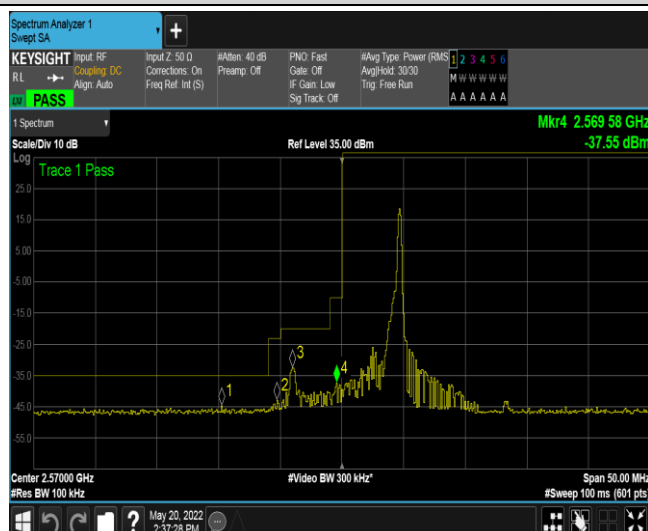 Spectrum Analyzer 1
Swept SA
+
KEYSIGHT
RL
PASS
Input: RF
Coupling: DC
Align: Auto
Input Z: 50 Ω
Corrections: On
Freq Ref: Int (S)
#Atten: 40 dB
Preamp: Off
PNO: Fast
Gate: Off
IF Gain: Low
Sig Track: Off
#Avg Type: Power (RMS
Avg|Hold: 30/30
Trig: Free Run
1 2 3 4 5 6
M W W W W W
A A A A A A
1 Spectrum
Mkr4 2.569 58 GHz
-37.55 dBm
Scale/Div 10 dB
Ref Level 35.00 dBm
Log
Trace 1 Pass
25.0
15.0
5.00
-5.00
-15.0
-25.0
-35.0
-45.0
-55.0
1
2
3
4
Center 2.57000 GHz
#Video BW 300 kHz*
Span 50.00 MHz
#Res BW 100 kHz
#Sweep 100 ms (601 pts)
?
May 20, 2022
2:37:28 PM